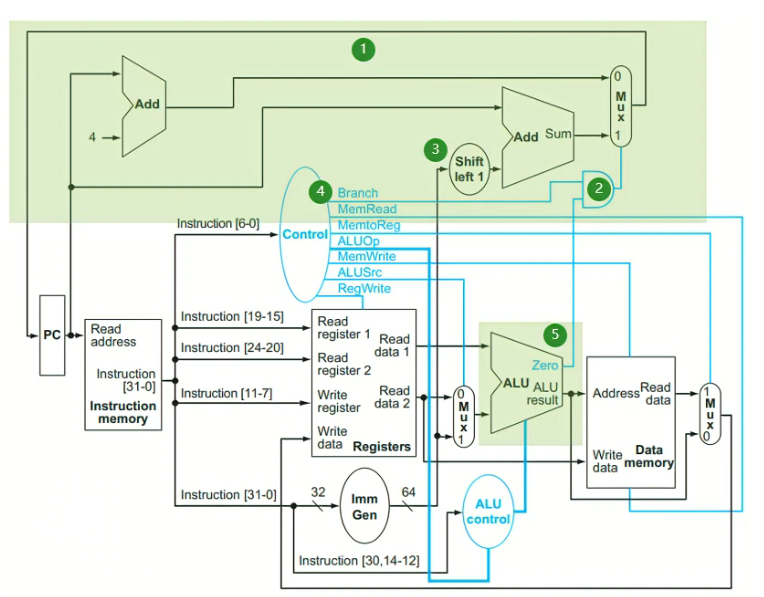 1
Add
4
0
M
u
x
1
Add Sum
3
Shift
left 1
2
4
Branch
MemRead
MemtoReg
ALUOp
MemWrite
ALUSrc
RegWrite
Control
Instruction [6-0]
PC
Read
address
Instruction
[31-0]
Instruction
memory
Instruction [19-15]
Instruction [24-20]
Instruction [11-7]
Read
register 1
Read
data 1
Read
register 2
Write
register
Read
data 2
Write
data
Registers
0
M
u
x
1
5
Zero
ALU
ALU
result
Address
Read
data
Write
data
Data
memory
1
M
u
x
0
Instruction [31-0]
32
Imm
Gen
64
ALU
control
Instruction [30,14-12]